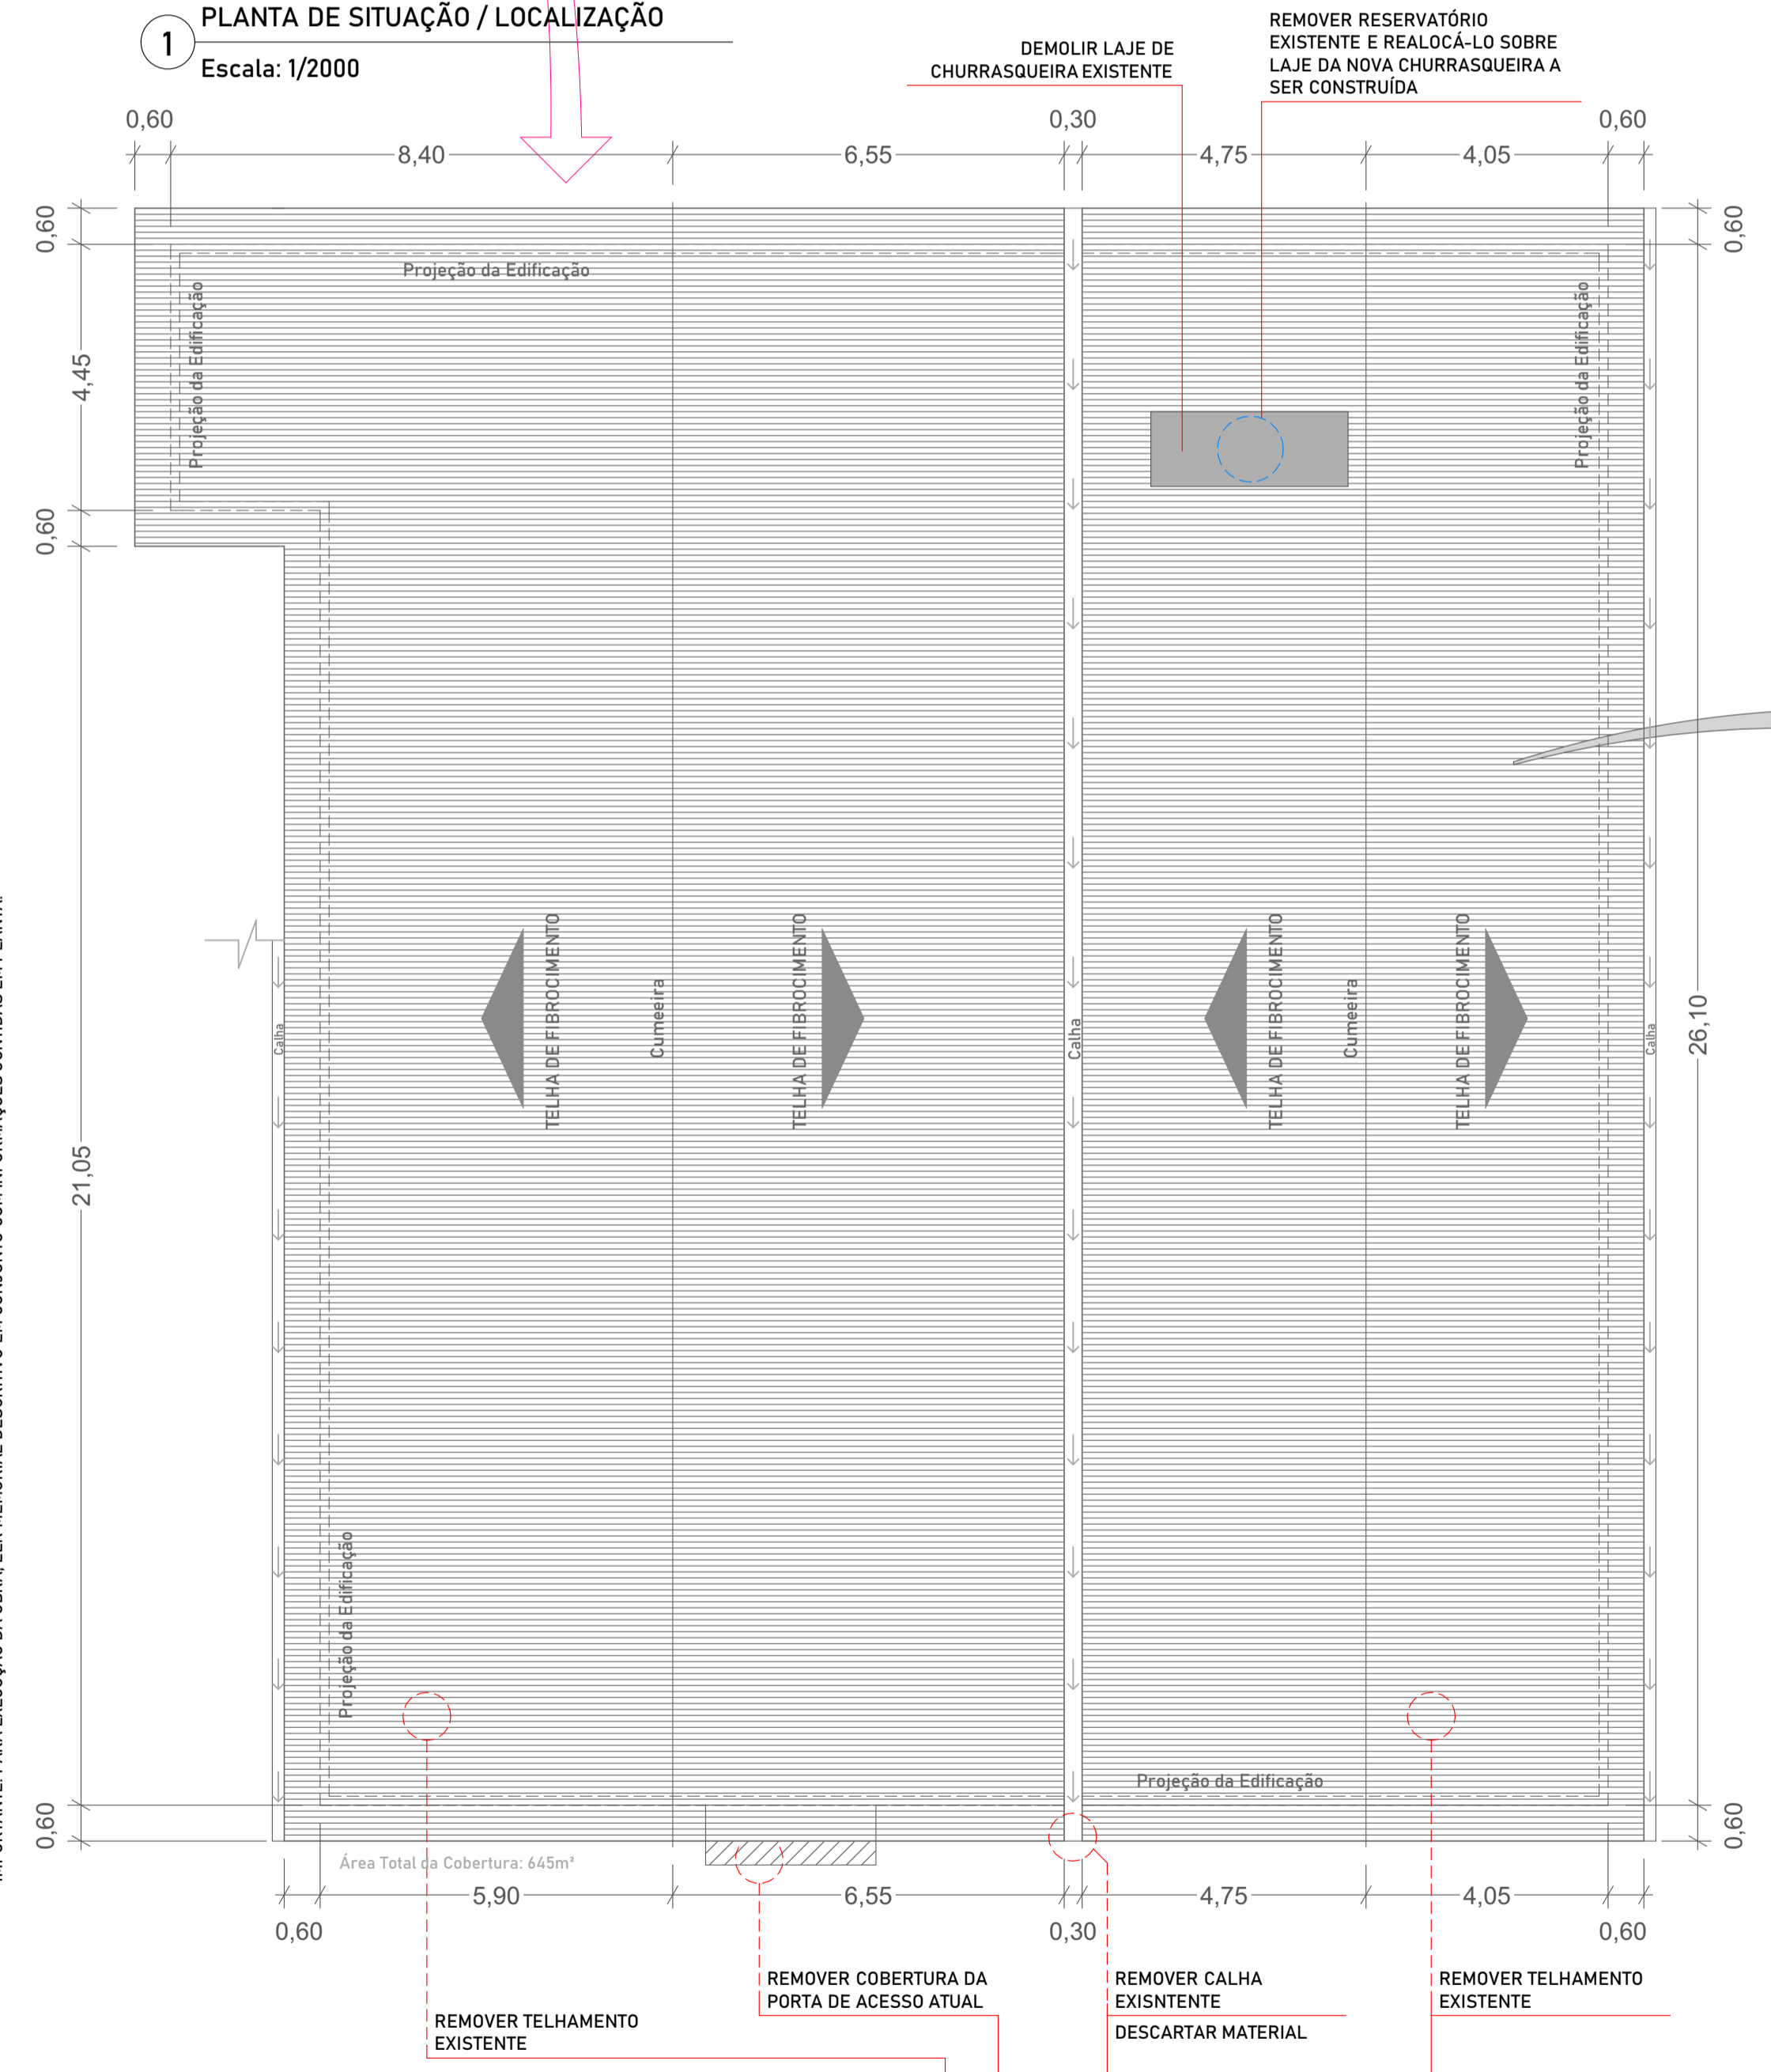 PLANTA DE SITUAÇÃO / LOCALIZAÇÃO
1
Escala: 1/2000
DEMOLIR LAJE DE
CHURRASQUEIRA EXISTENTE
REMOVER RESERVATÓRIO
EXISTENTE E REALOCÁ-LO SOBRE
LAJE DA NOVA CHURRASQUEIRA A
SER CONSTRUÍDA
0,60
0,30
0,60
8,40
6,55
4,75
4,05
0,60
0,60
Projeção da Edificação
Projeção da Edificação
Projeção da Edificação
4,45
0,60
TELHA DE FIBROCIMENTO
TELHA DE FIBROCIMENTO
TELHA DE FIBROCIMENTO
TELHA DE FIBROCIMENTO
Cumeeira
Cumeeira
Calha
Calha
Calha
26,10
21,05
Projeção da Edificação
Projeção da Edificação
0,60
0,60
Área Total da Cobertura: 645m²
5,90
6,55
4,75
4,05
0,60
0,30
0,60
REMOVER COBERTURA DA
PORTA DE ACESSO ATUAL
REMOVER CALHA
EXISNTENTE
DESCARTAR MATERIAL
REMOVER TELHAMENTO
EXISTENTE
REMOVER TELHAMENTO
EXISTENTE